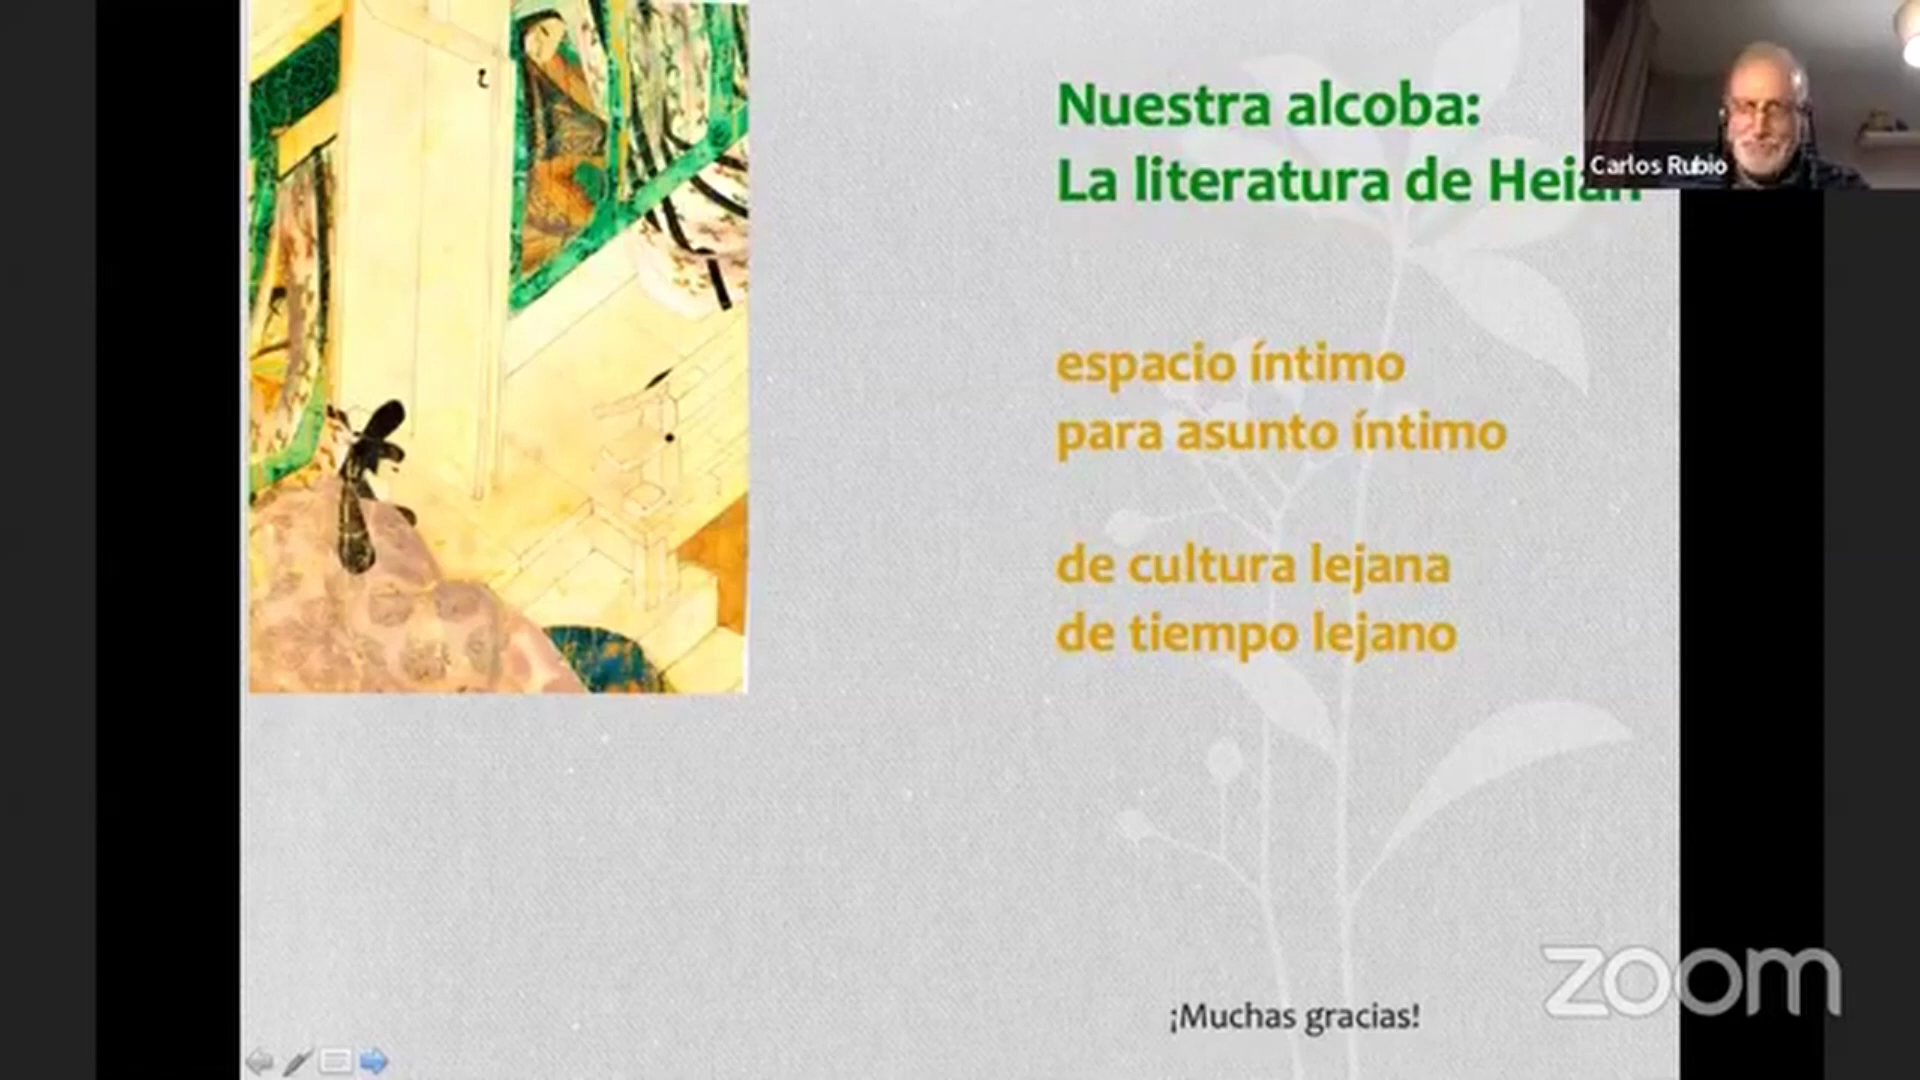 Nuestra alcoba:
La literatura de Heian
Carlos Rubio
espacio íntimo
para asunto íntimo
de cultura lejana
de tiempo lejano
¡Muchas gracias!
zoom